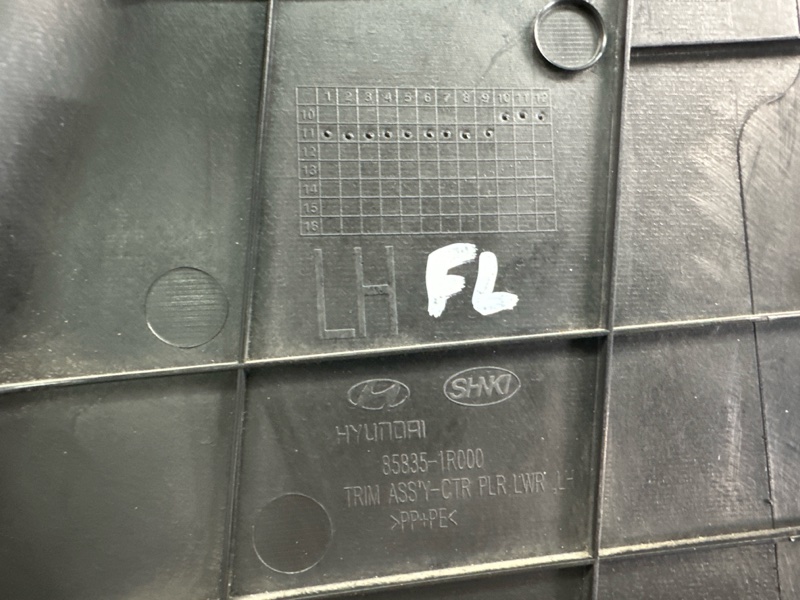 1 2 3 4 5 6 7 8 9 10 11 12
10
11
12
13
14
15
16
LH FL
SHNKI
HYUNDAI
85835-1R000
TRIM ASS'Y-CTR PLR LWR
>PP+PE<